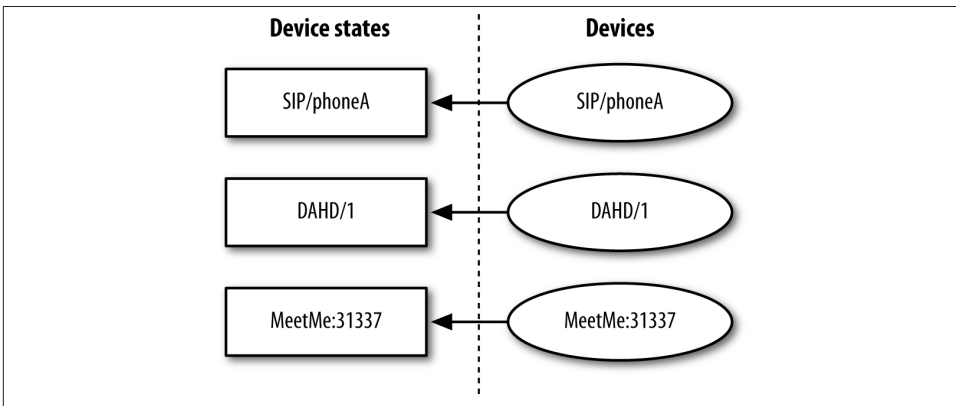 Device states
Devices
SIP/phoneA
SIP/phoneA
DAHD/1
DAHD/1
MeetMe:31337
MeetMe:31337